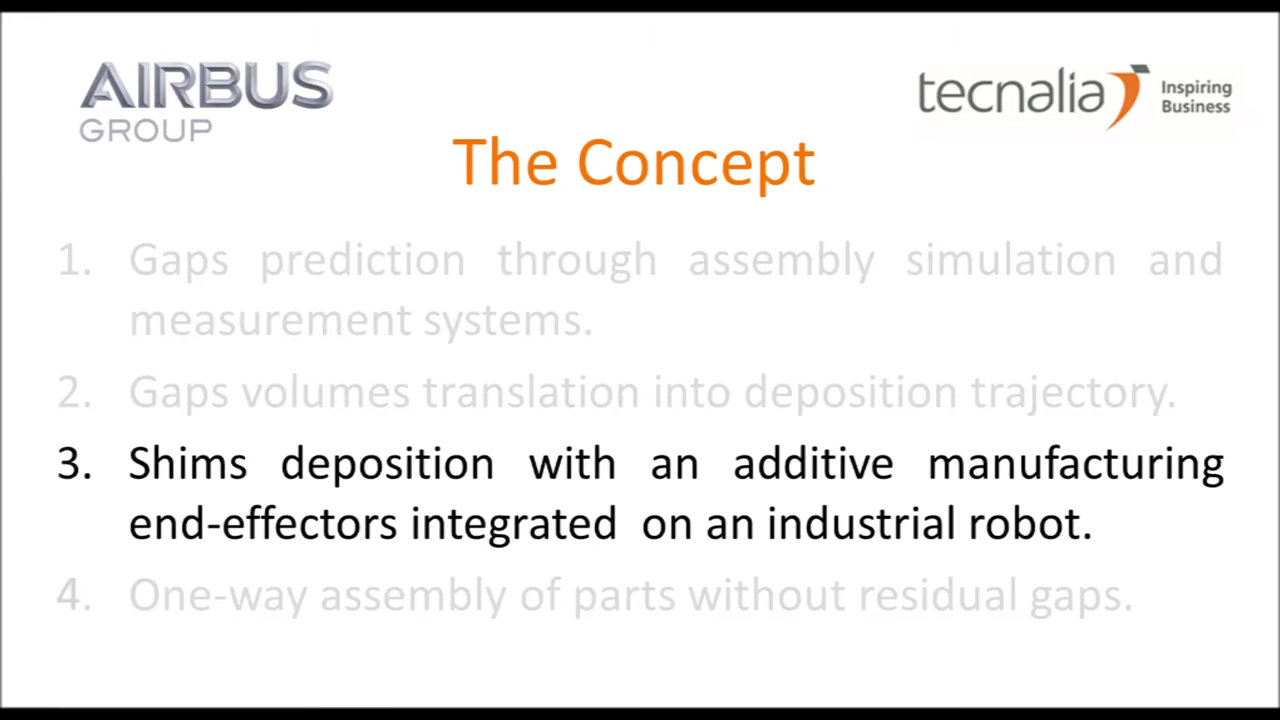 AIRBUS
GROUP
tecnalia
Inspiring
Business
The Concept
1. Gaps prediction through assembly simulation and
measurement systems.
2. Gaps volumes translation into deposition trajectory.
3. Shims deposition with an additive manufacturing
end-effectors integrated on an industrial robot.
4. One-way assembly of parts without residual gaps.